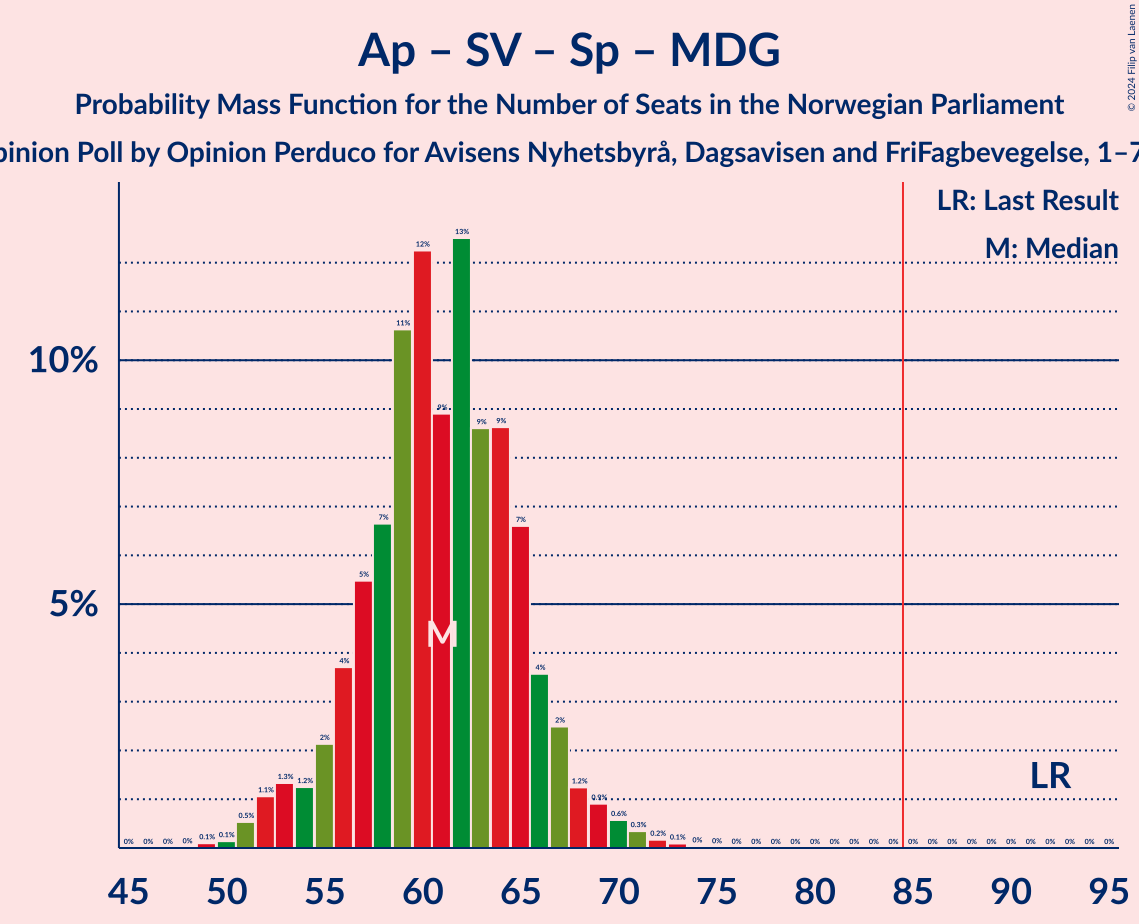 Ap – SV – Sp – MDG
Probability Mass Function for the Number of Seats in the Norwegian Parliament
pinion Poll by Opinion Perduco for Avisens Nyhetsbyrå, Dagsavisen and FriFagbevegelse, 1–7
© 2024 Filip van Laenen
LR: Last Result
M: Median
13%
12%
11%
10%
9% 9% 9%
7% 7%
5%
5%
M
4% 4%
2% 2%
LR
1.1% 1.3% 1.2% 1.2%
0.5% 0.9% 0.6% 0.3%
0% 0% 0% 0% 0.1% 0.1% 0.2% 0.1% 0% 0% 0% 0% 0% 0% 0% 0% 0% 0% 0% 0% 0% 0% 0% 0% 0% 0% 0% 0% 0% 0%
45 50 55 60 65 70 75 80 85 90 95